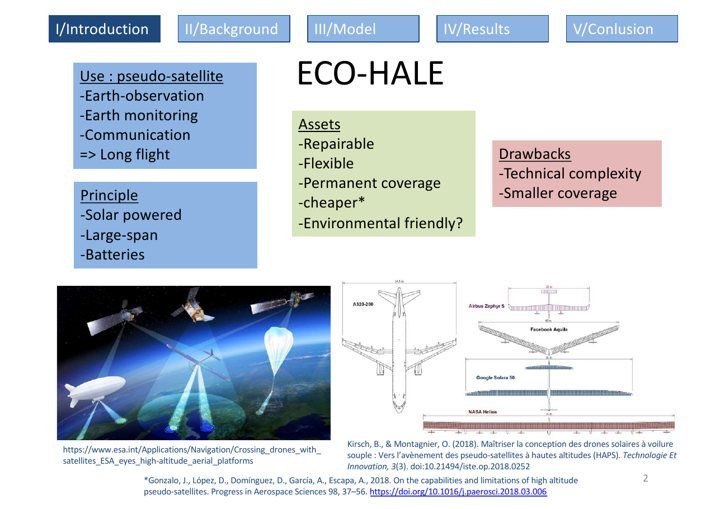 I/Introduction
II/Background
III/Model
IV/Results
V/Conlusion
ECO-HALE
Use : pseudo-satellite
-Earth-observation
-Earth monitoring
-Communication
=> Long flight
Principle
-Solar powered
-Large-span
-Batteries
Assets
-Repairable
-Flexible
-Permanent coverage
-cheaper*
-Environmental friendly?
Drawbacks
-Technical complexity
-Smaller coverage
A320-200
Facebook Aquila
NASA Helios
https://www.esa.int/Applications/Navigation/Crossing_drones_with_
satellites_ESA_eyes_high-altitude_aerial_platforms
Kirsch, B., & Montagnier, O. (2018). Maîtriser la conception des drones solaires à voilure
souple : Vers l’avènement des pseudo-satellites à hautes altitudes (HAPS). Technologie Et
Innovation, 3(3). doi:10.21494/iste.op.2018.0252
*Gonzalo, J., López, D., Domínguez, D., García, A., Escapa, A., 2018. On the capabilities and limitations of high altitude
pseudo-satellites. Progress in Aerospace Sciences 98, 37–56. https://doi.org/10.1016/j.paerosci.2018.03.006
2